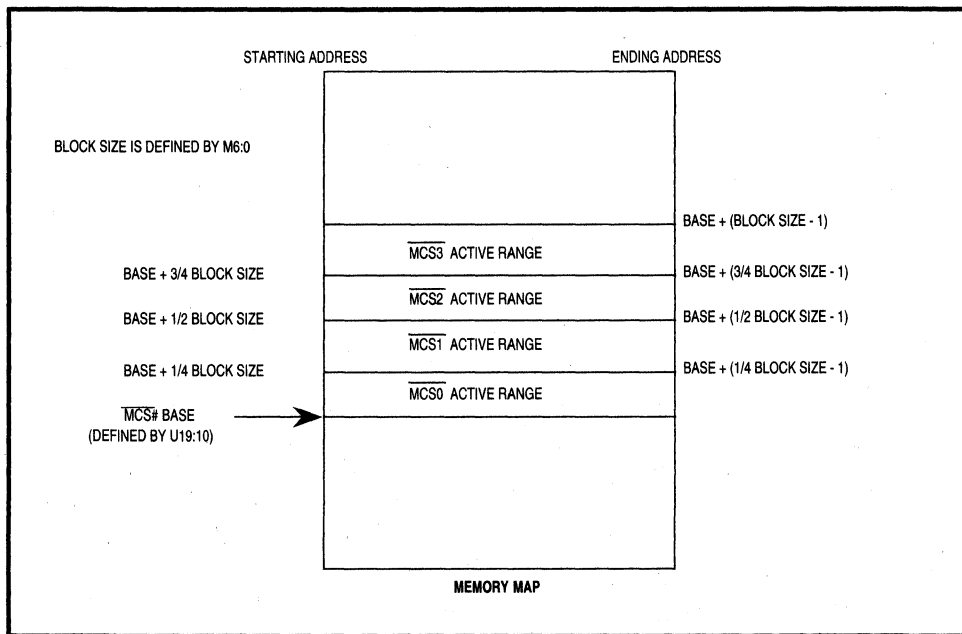 STARTING ADDRESS
ENDING ADDRESS
BLOCK SIZE IS DEFINED BY M6:0
BASE + (BLOCK SIZE - 1)
MCS3 ACTIVE RANGE
BASE + 3/4 BLOCK SIZE
BASE + (3/4 BLOCK SIZE - 1)
MCS2 ACTIVE RANGE
BASE + 1/2 BLOCK SIZE
BASE + (1/2 BLOCK SIZE - 1)
MCS1 ACTIVE RANGE
BASE + 1/4 BLOCK SIZE
BASE + (1/4 BLOCK SIZE - 1)
MCS0 ACTIVE RANGE
MCS# BASE
(DEFINED BY U19:10)
MEMORY MAP